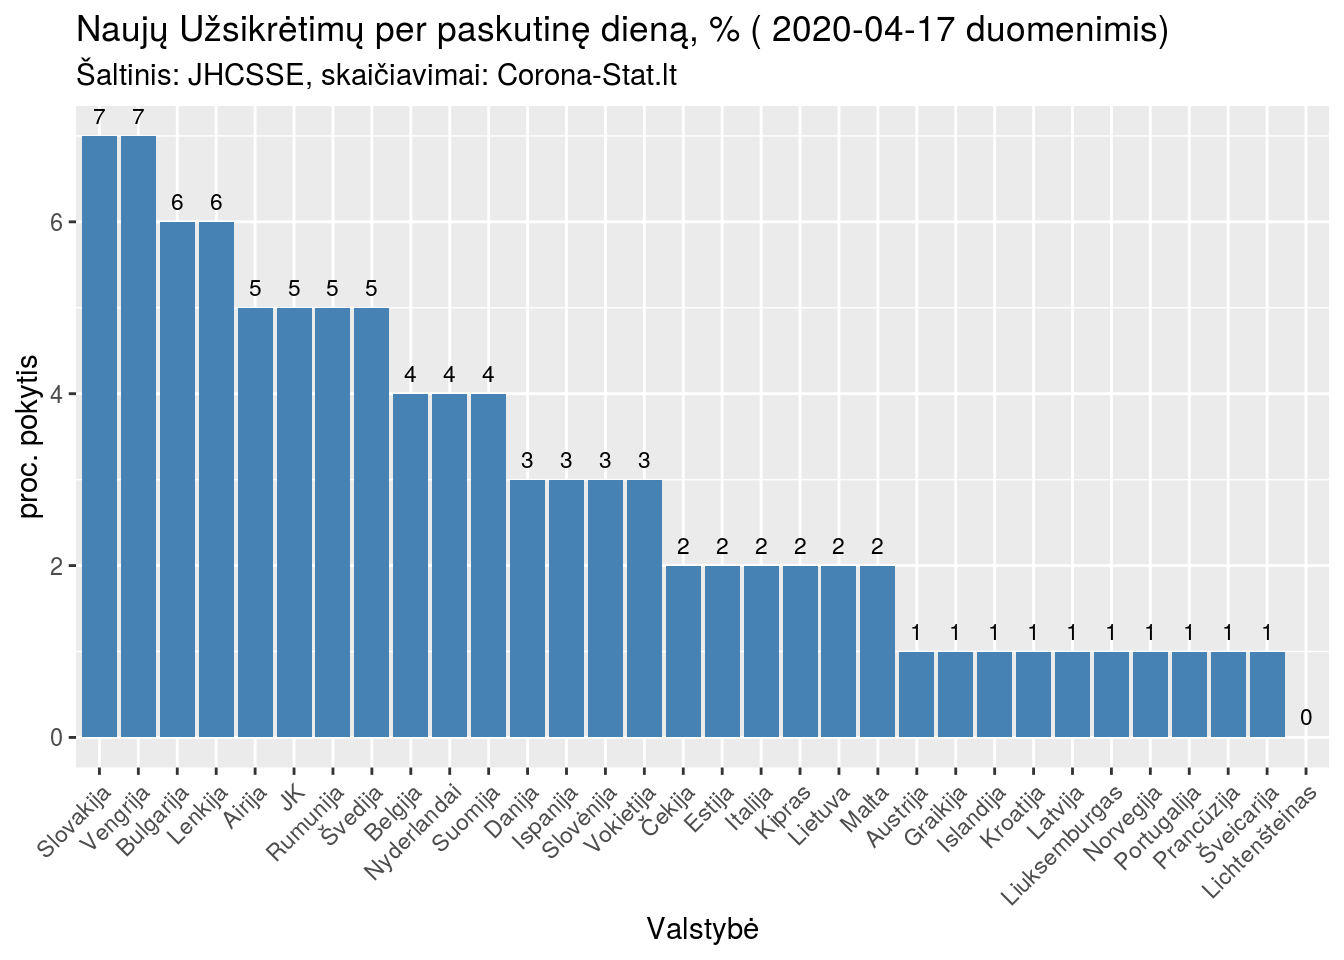 Naujų Užsikrėtimų per paskutinę dieną, % ( 2020-04-17 duomenimis)
Šaltinis: JHCSSE, skaičiavimai: Corona-Stat.lt
proc. pokytis
6
4
2
0
7 7 6 6 5 5 5 5 4 4 4 3 3 3 3 2 2 2 2 2 2 1 1 1 1 1 1 1 1 1 1 0
Slovakija
Vengrija
Bulgarija
Lenkija
Airija
JK
Rumunija
Švedija
Belgija
Nyderlandai
Suomija
Danija
Ispanija
Slovėnija
Vokietija
Čekija
Estija
Italija
Kipras
Lietuva
Malta
Austrija
Graikija
Islandija
Kroatija
Latvija
Liuksemburgas
Norvegija
Portugalija
Prancūzija
Šveicarija
Lichtenšteinas
Valstybė